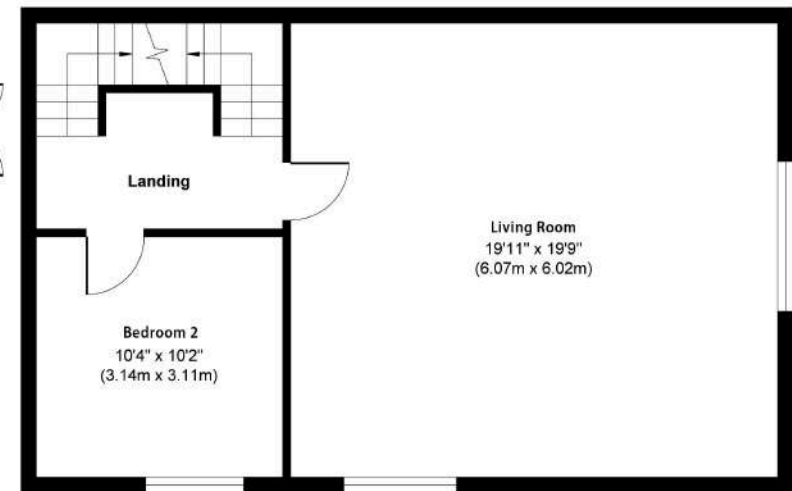 Landing
Living Room
19'11" x 19'9"
(6.07m x 6.02m)
Bedroom 2
10'4" x 10'2"
(3.14m x 3.11m)